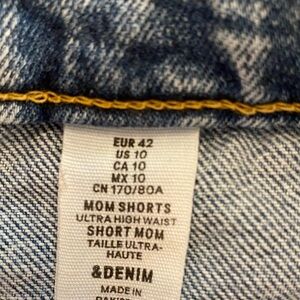 EUR 42
US 10
CA 10
MX 10
CN 170/80A
MOM SHORTS
ULTRA HIGH WAIST
SHORT MOM
TAILLE ULTRA-
HAUTE
&DENIM
MADE IN